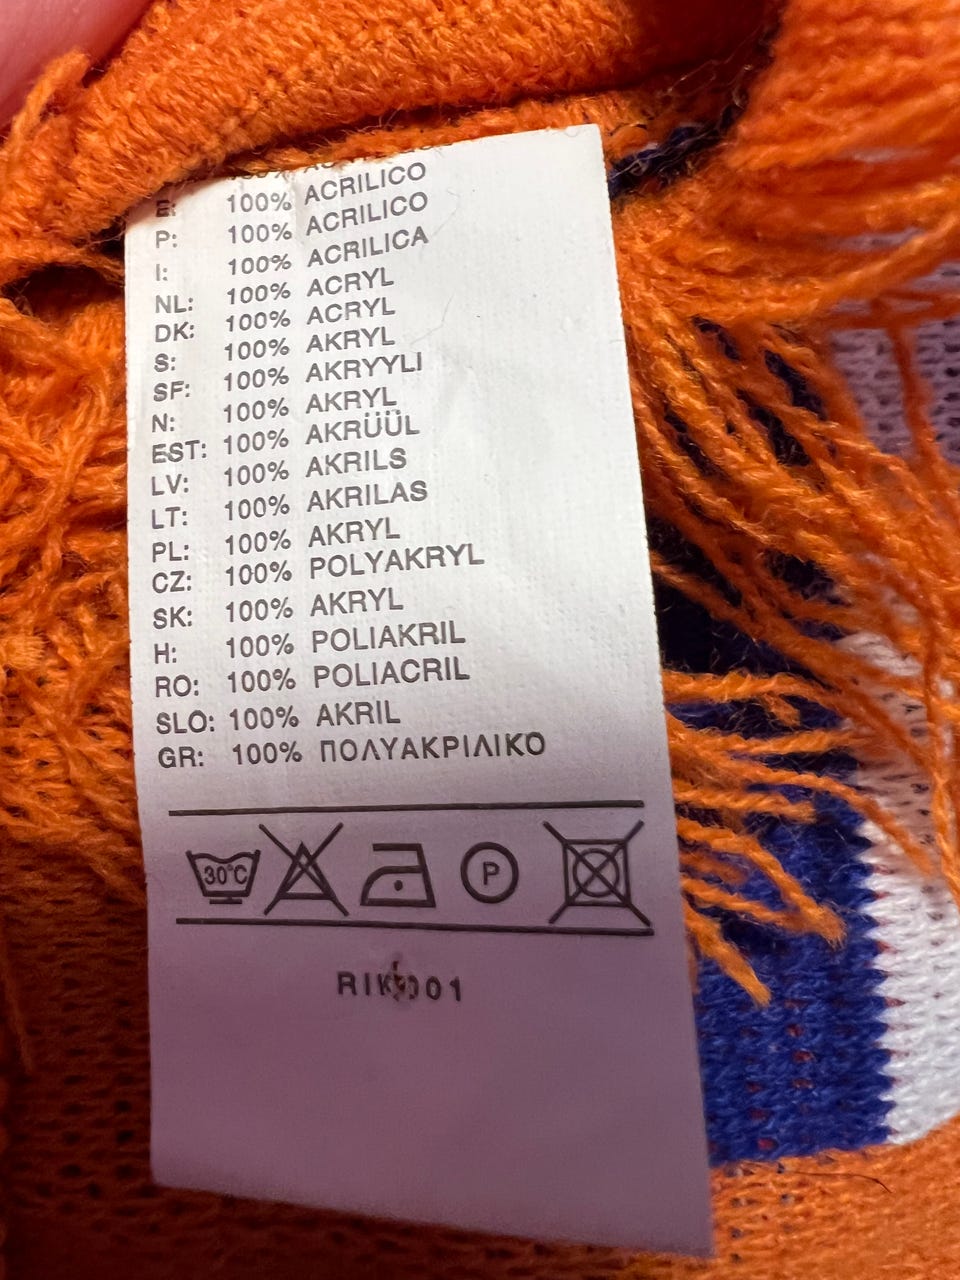 E: 100% ACRILICO
P: 100% ACRILICO
I: 100% ACRILICA
NL: 100% ACRYL
DK: 100% ACRYL
S: 100% AKRYL
SF: 100% AKRYYLI
N: 100% AKRYL
EST: 100% AKRÜÜL
LV: 100% AKRILS
LT: 100% AKRILAS
PL: 100% AKRYL
CZ: 100% POLYAKRYL
SK: 100% AKRYL
H: 100% POLIAKRIL
RO: 100% POLIACRIL
SLO: 100% AKRIL
GR: 100% ΠΟΛΥΑΚΡΙΛΙΚΟ
30°C P